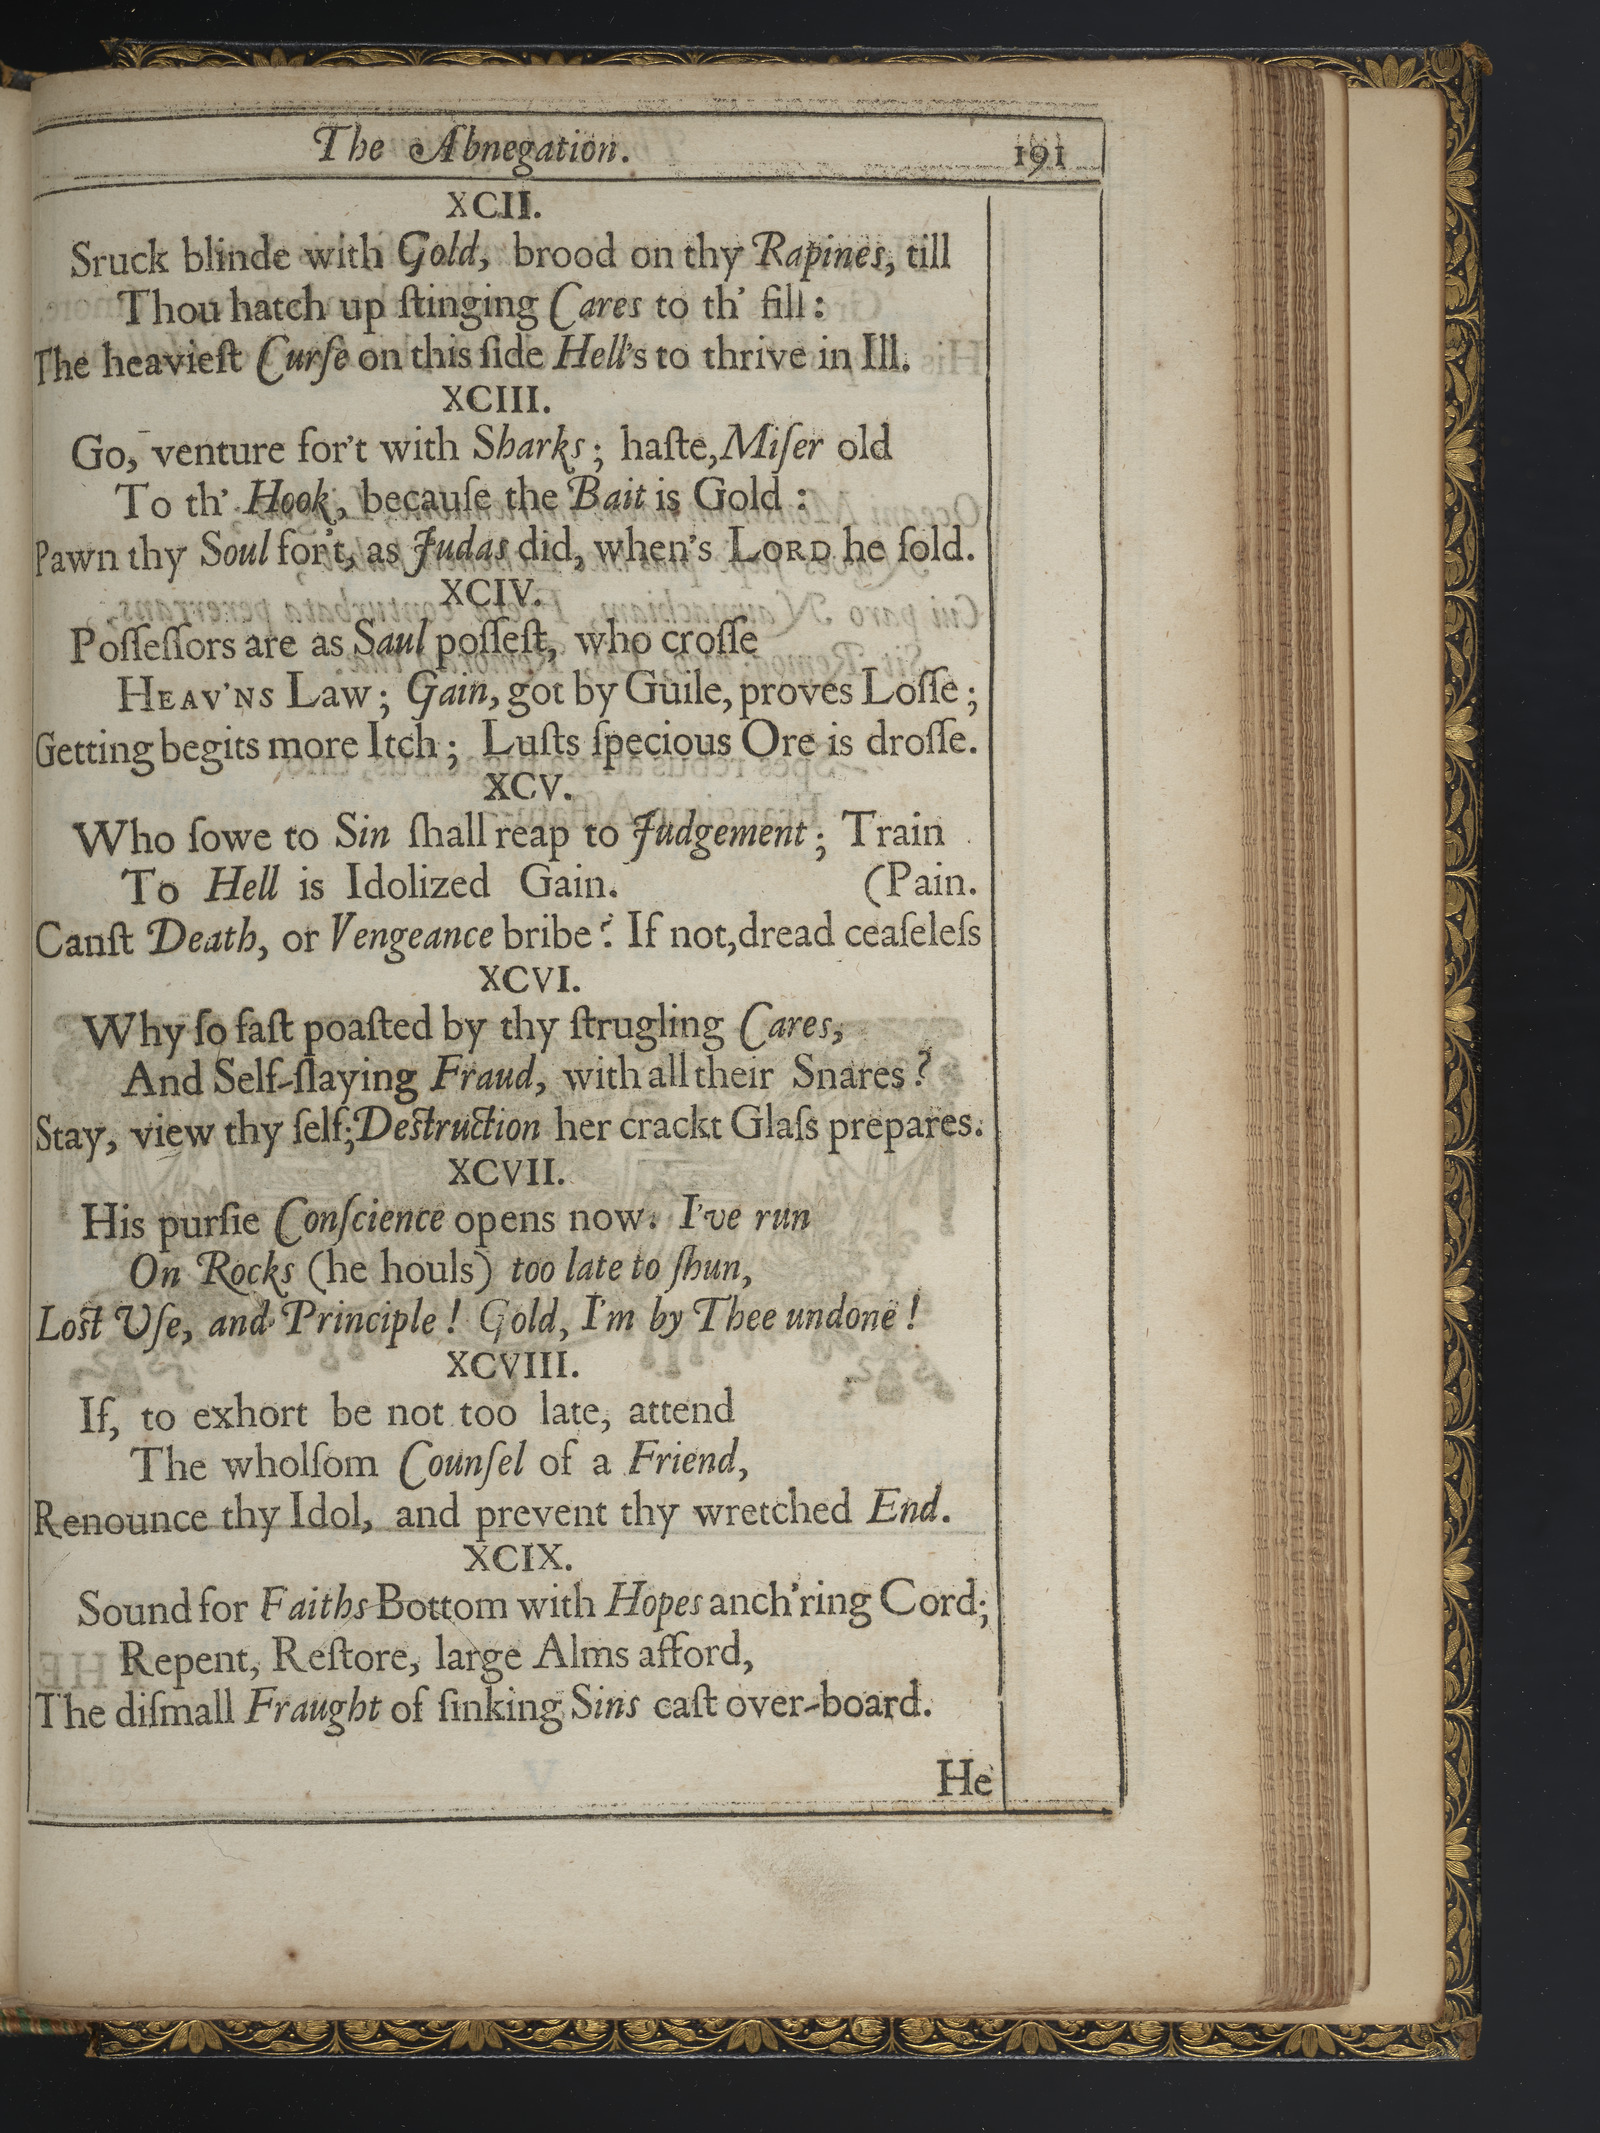 The Abnegation. 191
XCII.
Sruck blinde with Gold, brood on thy Rapines, till
Thou hatch up ſtinging Cares to th' fill:
The heavieſt Curſe on this ſide Hell's to thrive in Ill.
XCIII.
Go, venture for't with Sharks; haſte, Miſer old
To th' Hook, becauſe the Bait is Gold:
Pawn thy Soul for't, as Judas did, when's LORD he ſold.
XCIV.
Poſſeſſors are as Saul poſſeſt, who croſſe
HEAV'NS Law; Gain, got by Guile, proves Loſſe;
Getting begits more Itch; Luſts ſpecious Ore is droſſe.
XCV.
Who ſowe to Sin ſhall reap to Judgement; Train
To Hell is Idolized Gain. (Pain.
Canſt Death, or Vengeance bribe? If not, dread ceaſeleſs
XCVI.
Why ſo faſt poaſted by thy ſtrugling Cares,
And Self-ſlaying Fraud, with all their Snares?
Stay, view thy ſelf; Deſtruction her crackt Glaſs prepares.
XCVII.
His purſie Conſcience opens now. I've run
On Rocks (he houls) too late to ſhun,
Loſt Uſe, and Principle! Gold, I'm by Thee undone!
XCVIII.
If, to exhort be not too late, attend
The wholſom Counſel of a Friend,
Renounce thy Idol, and prevent thy wretched End.
XCIX.
Sound for Faiths Bottom with Hopes anch'ring Cord;
Repent, Reſtore, large Alms afford,
The diſmall Fraught of ſinking Sins caſt over-board.
He